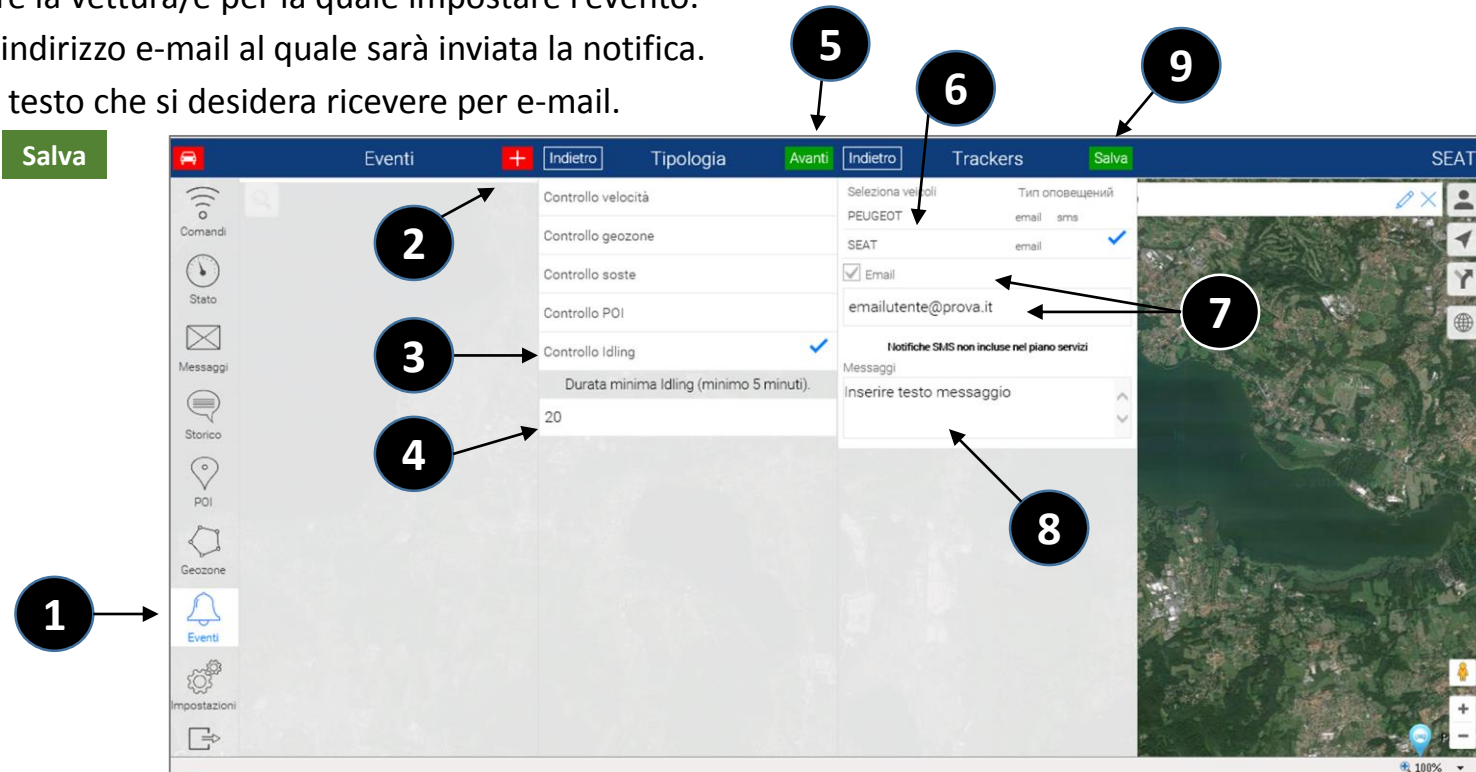 re la vettura/e per la quale impostare l'evento.
indirizzo e-mail al quale sarà inviata la notifica.
testo che si desidera ricevere per e-mail.
Salva
5
6
9
Eventi
+
Indietro
Tipologia
Avanti
Indietro
Trackers
Salva
SEAT
Comandi
Stato
Messaggi
Storico
POI
Geozone
Eventi
Impostazioni
Controllo velocità
Controllo geozone
Controllo soste
Controllo POI
Controllo Idling
Durata minima Idling (minimo 5 minuti).
20
Seleziona veicoli
Тип оповещений
PEUGEOT
email sms
SEAT
email
Email
emailutente@prova.it
Notifiche SMS non incluse nel piano servizi
Messaggi
Inserire testo messaggio
2
3
4
7
8
1
+
−
100%